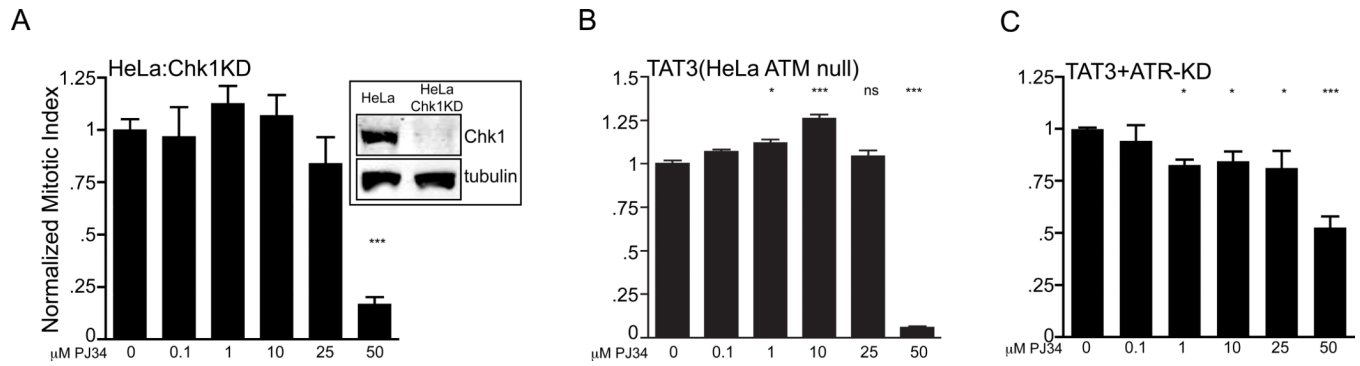 A
HeLa:Chk1KD
Normalized Mitotic Index
1.25
1
.75
.5
.25
0
***
μM PJ34 0 0.1 1 10 25 50
HeLa HeLa Chk1KD
Chk1
tubulin
B
TAT3(HeLa ATM null)
1.5
1.25
1
.75
.5
.25
0
* *** ns ***
μM PJ34 0 0.1 1 10 25 50
C
TAT3+ATR-KD
1.25
1
.75
.5
.25
0
* * * ***
μM PJ34 0 0.1 1 10 25 50